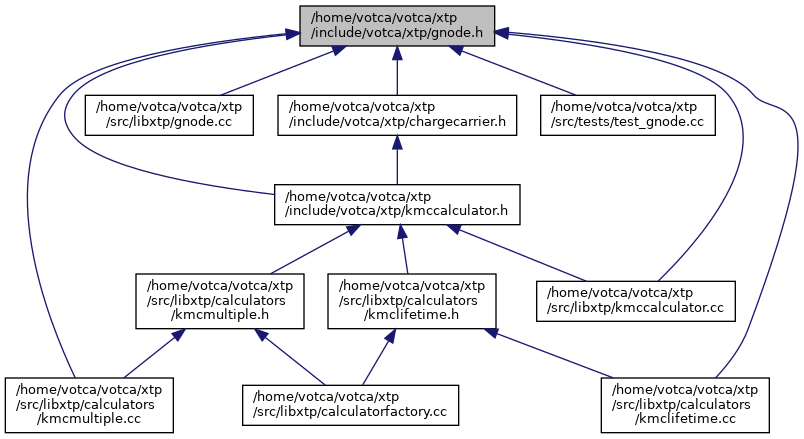 /home/votca/votca/xtp
/include/votca/xtp/gnode.h
/home/votca/votca/xtp
/src/libxtp/gnode.cc
/home/votca/votca/xtp
/include/votca/xtp/chargecarrier.h
/home/votca/votca/xtp
/src/tests/test_gnode.cc
/home/votca/votca/xtp
/include/votca/xtp/kmccalculator.h
/home/votca/votca/xtp
/src/libxtp/calculators
/kmcmultiple.h
/home/votca/votca/xtp
/src/libxtp/calculators
/kmclifetime.h
/home/votca/votca/xtp
/src/libxtp/kmccalculator.cc
/home/votca/votca/xtp
/src/libxtp/calculators
/kmcmultiple.cc
/home/votca/votca/xtp
/src/libxtp/calculatorfactory.cc
/home/votca/votca/xtp
/src/libxtp/calculators
/kmclifetime.cc